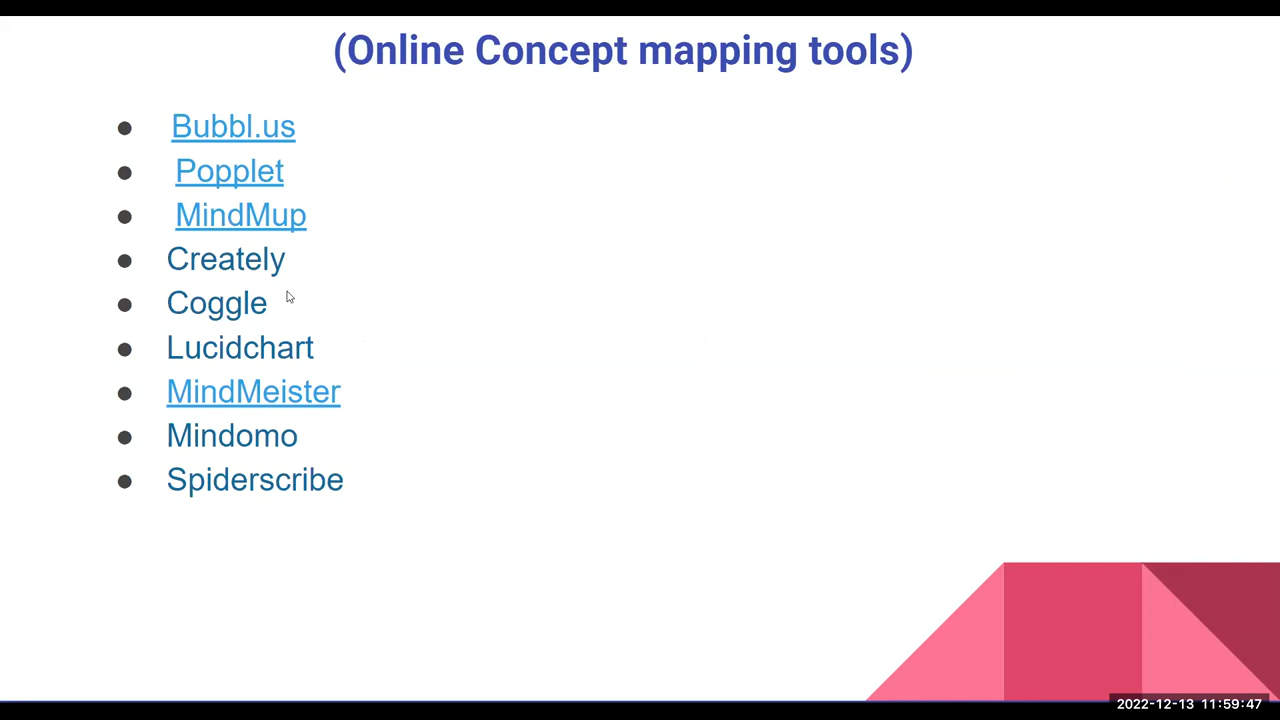 (Online Concept mapping tools)
● Bubbl.us
● Popplet
● MindMup
● Creately
● Coggle
● Lucidchart
● MindMeister
● Mindomo
● Spiderscribe
2022-12-13 11:59:47